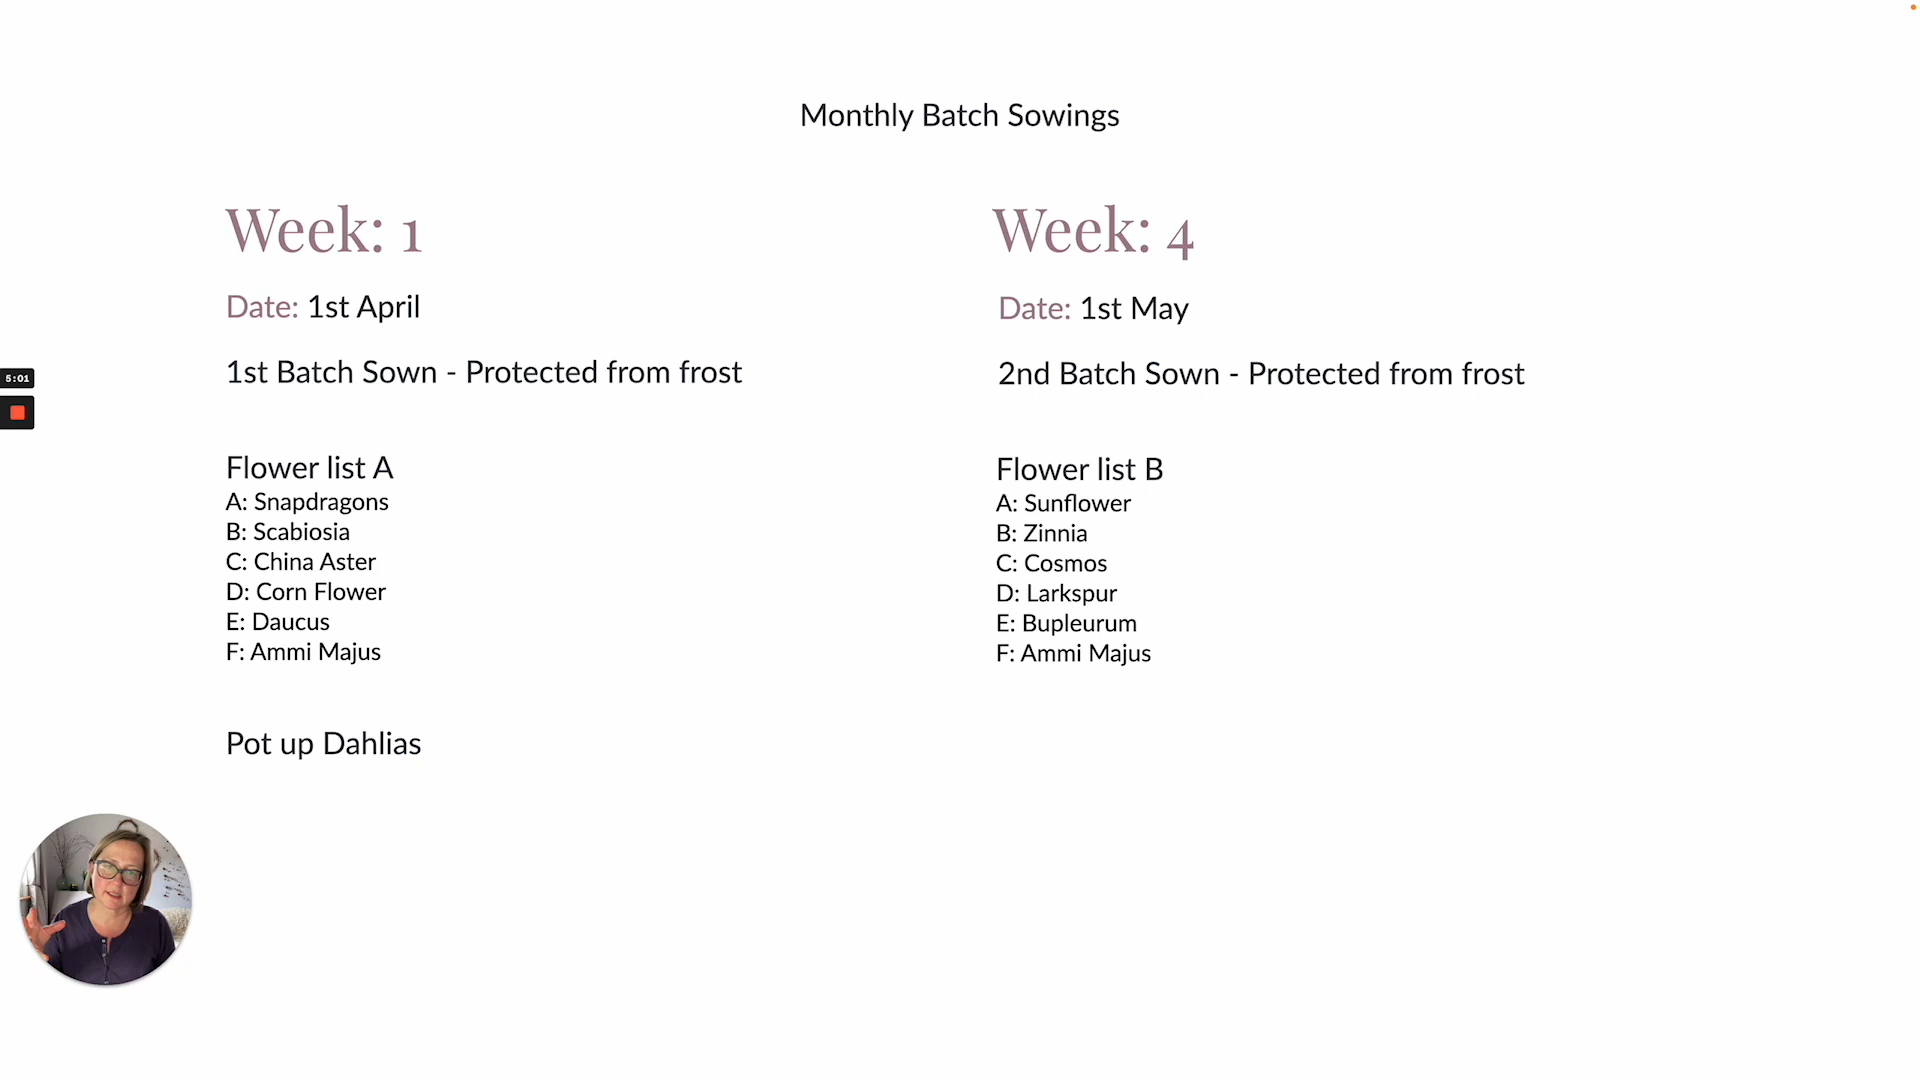 Monthly Batch Sowings
Week: 1
Date: 1st April
1st Batch Sown - Protected from frost
Flower list A
A: Snapdragons
B: Scabiosia
C: China Aster
D: Corn Flower
E: Daucus
F: Ammi Majus
Pot up Dahlias
Week: 4
Date: 1st May
2nd Batch Sown - Protected from frost
Flower list B
A: Sunflower
B: Zinnia
C: Cosmos
D: Larkspur
E: Bupleurum
F: Ammi Majus
5:01